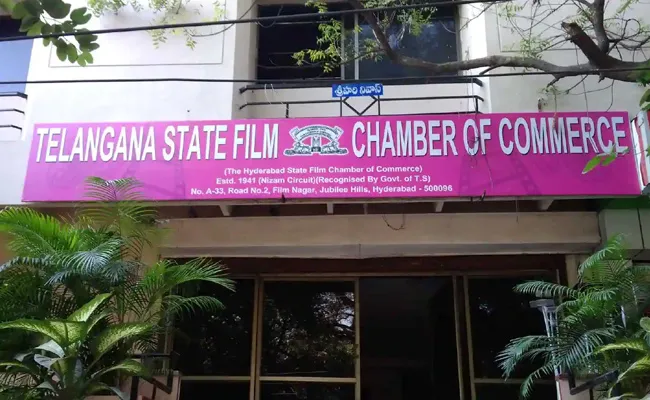 శ్రీహరి నివాస్
TELANGANA STATE FILM CHAMBER OF COMMERCE
(The Hyderabad State Film Chamber of Commerce)
Estd. 1941 (Nizam Circuit)(Recognised By Govt. of T.S)
No. A-33, Road No.2, Film Nagar, Jubilee Hills, Hyderabad - 500096